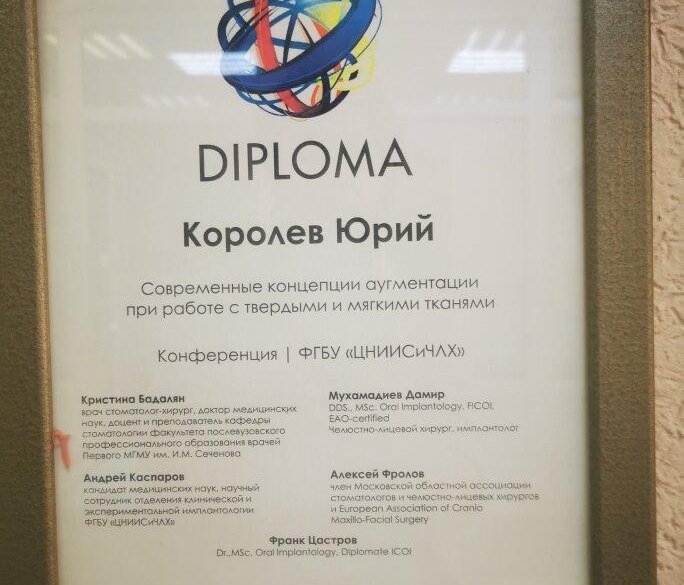 DIPLOMA
Королев Юрий
Современные концепции аугментации
при работе с твердыми и мягкими тканями
Конференция | ФГБУ «ЦНИИСиЧЛХ»
Кристина Бадалян
врач стоматолог-хирург, доктор медицинских
наук, доцент и преподаватель кафедры
стоматологии факультета послевузовского
профессионального образования врачей
Первого МГМУ им. И.М. Сеченова
Мухамадиев Дамир
DDS., MSc. Oral Implantology, FICOI,
EAO-certified
Челюстно-лицевой хирург, имплантолог
Андрей Каспаров
кандидат медицинских наук, научный
сотрудник отделения клинической и
экспериментальной имплантологии
ФГБУ «ЦНИИСиЧЛХ»
Алексей Фролов
член Московской областной ассоциации
стоматологов и челюстно-лицевых хирургов
и European Association of Crania
Maxillo-Facial Surgery
Франк Цастров
Dr.,MSc. Oral Implantology, Diplomate ICOI